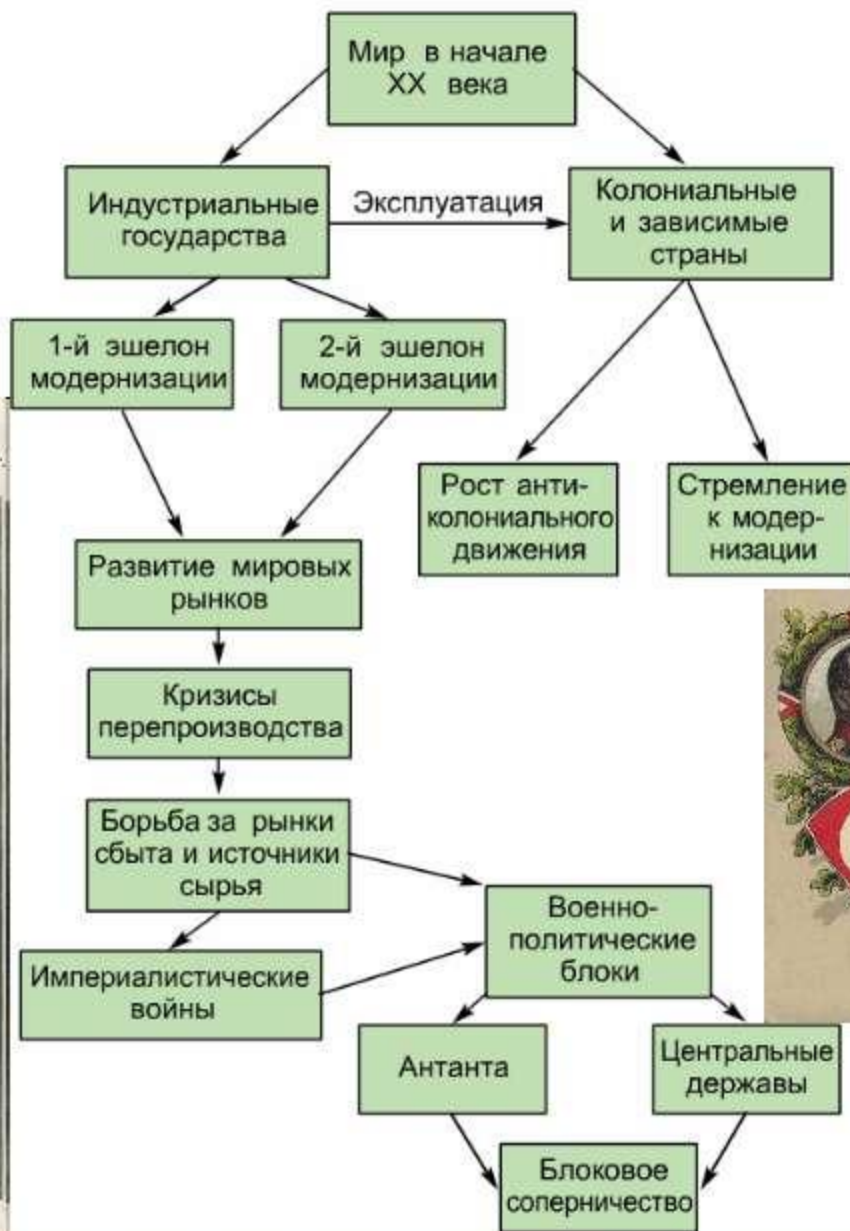 Мир в начале
XX века
Индустриальные
государства
Эксплуатация
Колониальные
и зависимые
страны
1-й эшелон
модернизации
2-й эшелон
модернизации
Рост анти-
колониального
движения
Стремление
к модер-
низации
Развитие мировых
рынков
Кризисы
перепроизводства
Борьба за рынки
сбыта и источники
сырья
Военно-
политические
блоки
Империалистические
войны
Антанта
Центральные
державы
Блоковое
соперничество